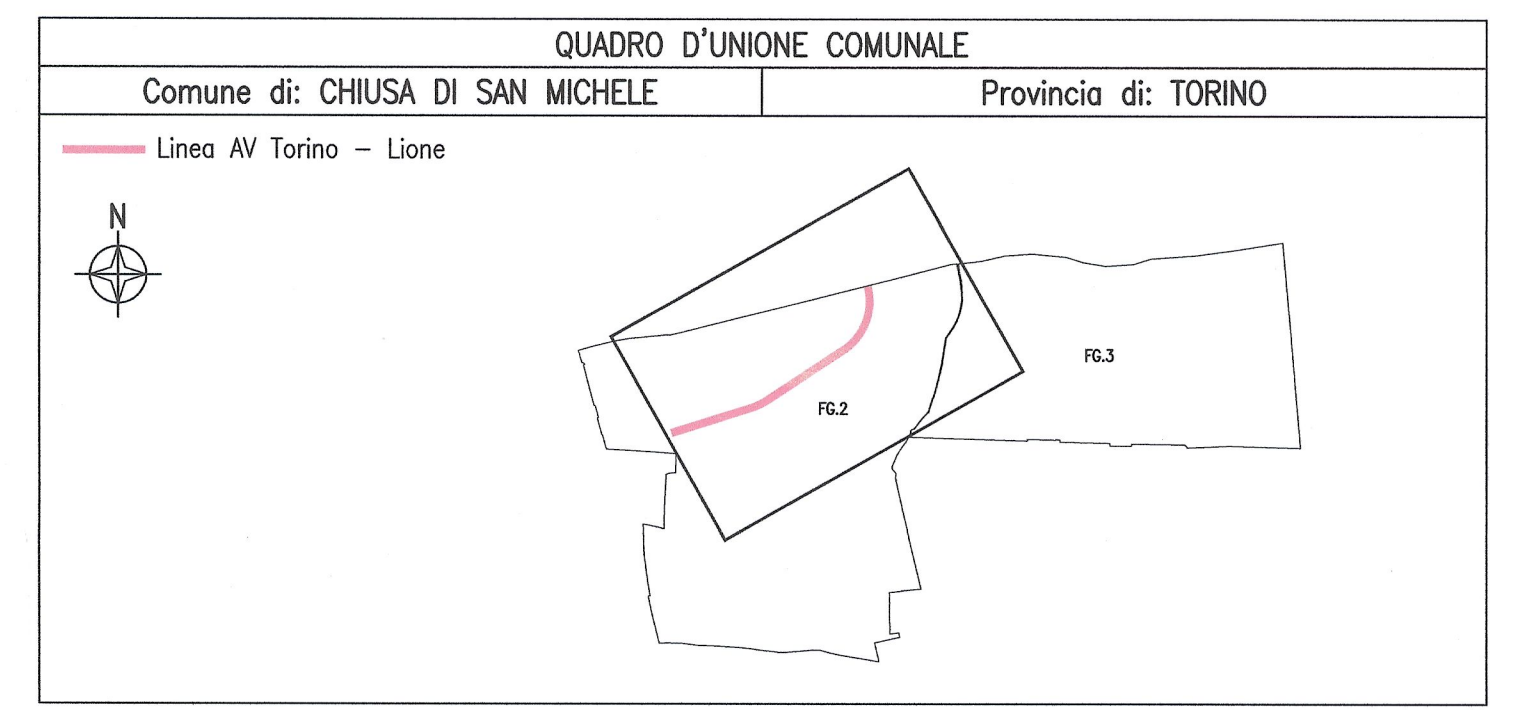 QUADRO D'UNIONE COMUNALE
Comune di: CHIUSA DI SAN MICHELE
Provincia di: TORINO
Linea AV Torino – Lione
N
FG.3
FG.2